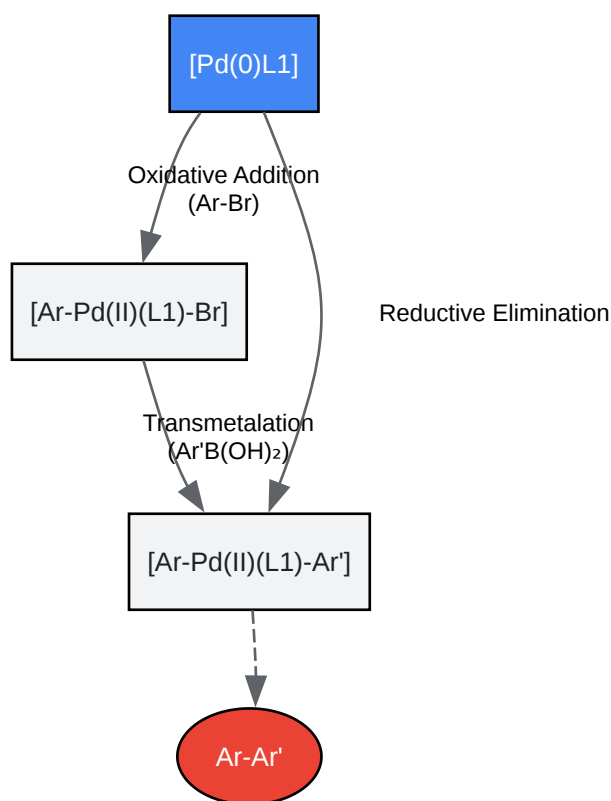 [Pd(0)L1]
Oxidative Addition
(Ar-Br)
[Ar-Pd(II)(L1)-Br]
Reductive Elimination
Transmetalation
(Ar'B(OH)₂)
[Ar-Pd(II)(L1)-Ar']
Ar-Ar'